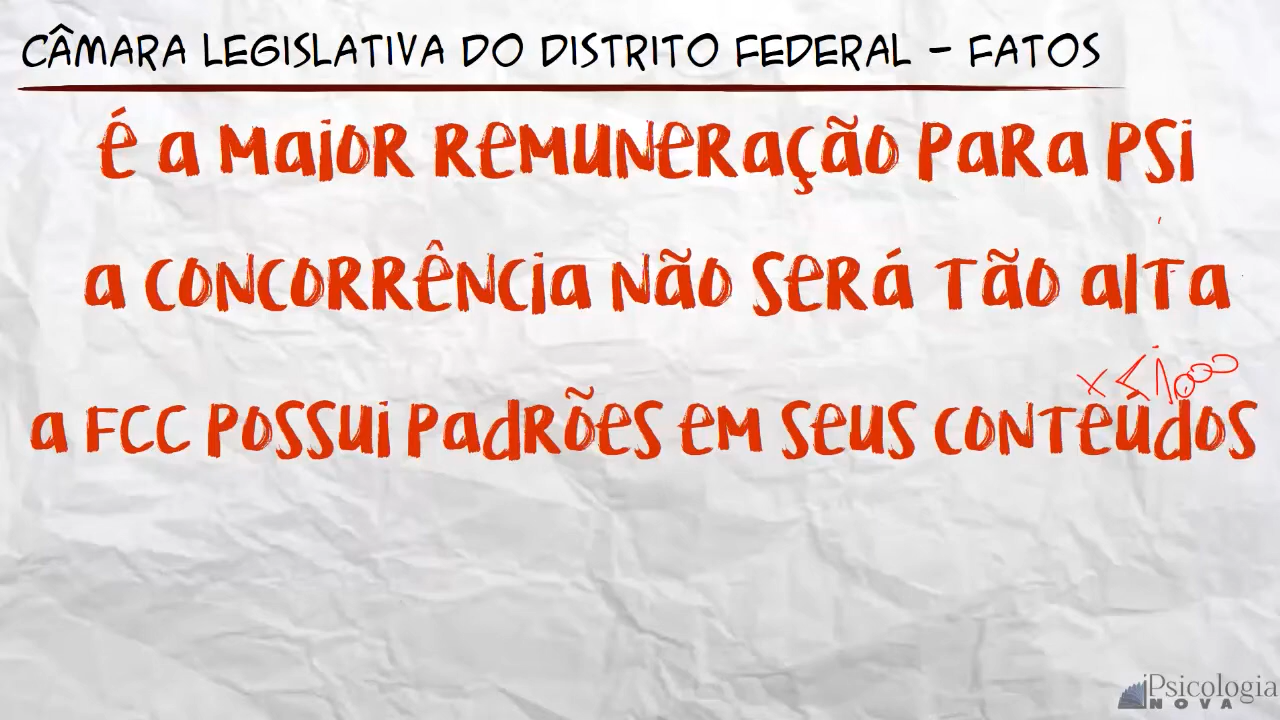 CÂMARA LEGISLATIVA DO DISTRITO FEDERAL - FATOS
é a maior remuneração para PSi
a concorrência não será tão alta
x ≤ 1000
a FCC possui padrões em seus conteúdos
Psicologia
NOVA